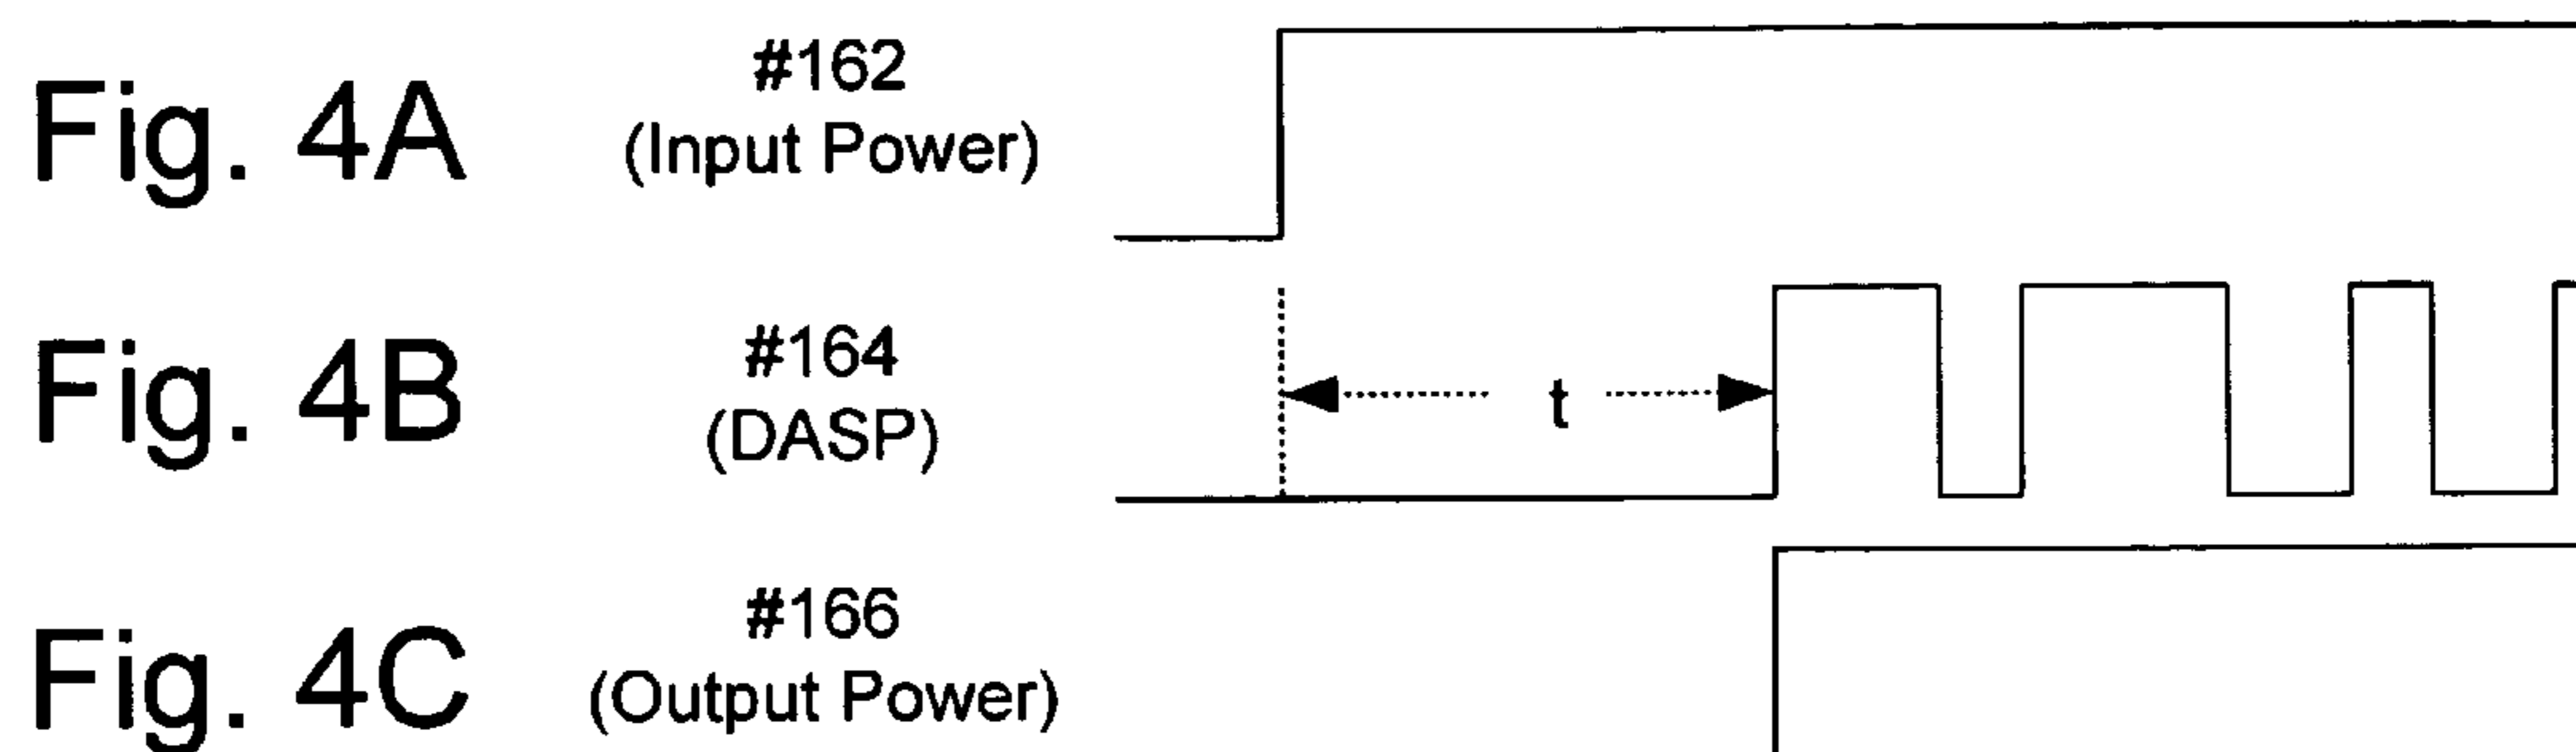 Fig. 4A
#162
(Input Power)
Fig. 4B
#164
(DASP)
t
Fig. 4C
#166
(Output Power)